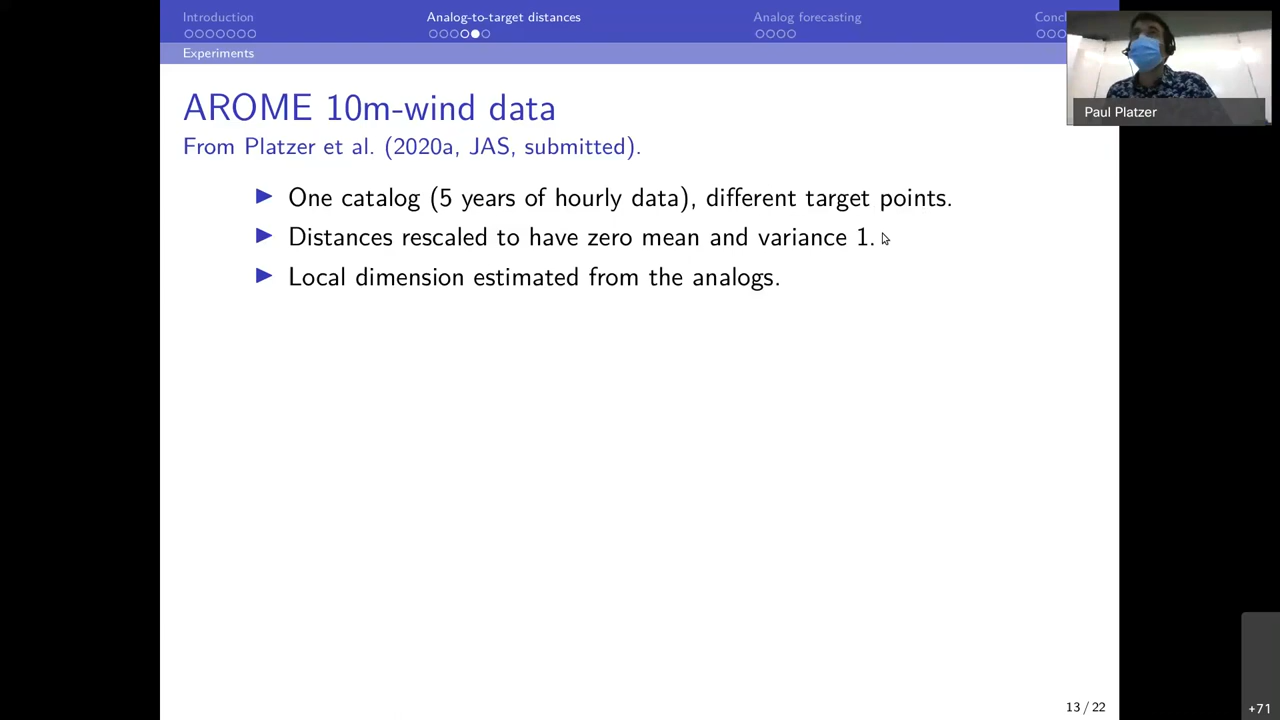 Introduction
Analog-to-target distances
Analog forecasting
Concl
Experiments
Paul Platzer
AROME 10m-wind data
From Platzer et al. (2020a, JAS, submitted).
▶ One catalog (5 years of hourly data), different target points.
▶ Distances rescaled to have zero mean and variance 1.
▶ Local dimension estimated from the analogs.
13 / 22
+71